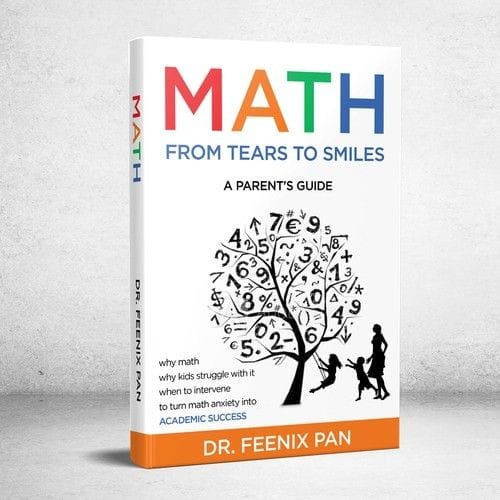 MATH
FROM TEARS TO SMILES
A PARENT'S GUIDE
why math
why kids struggle with it
when to intervene
to turn math anxiety into
ACADEMIC SUCCESS
DR. FEENIX PAN
MATH
DR. FEENIX PAN